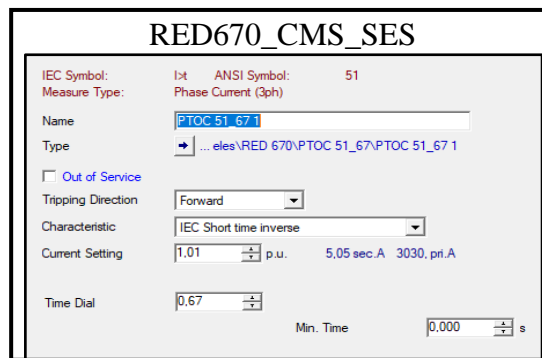 RED670_CMS_SES
IEC Symbol: I>t ANSI Symbol: 51
Measure Type: Phase Current (3ph)
Name PTOC 51_67 1
Type ... eles\RED 670\PTOC 51_67\PTOC 51_67 1
Out of Service
Tripping Direction Forward
Characteristic IEC Short time inverse
Current Setting 1,01 p.u. 5,05 sec.A 3030, pri.A
Time Dial 0,67
Min. Time 0,000 s